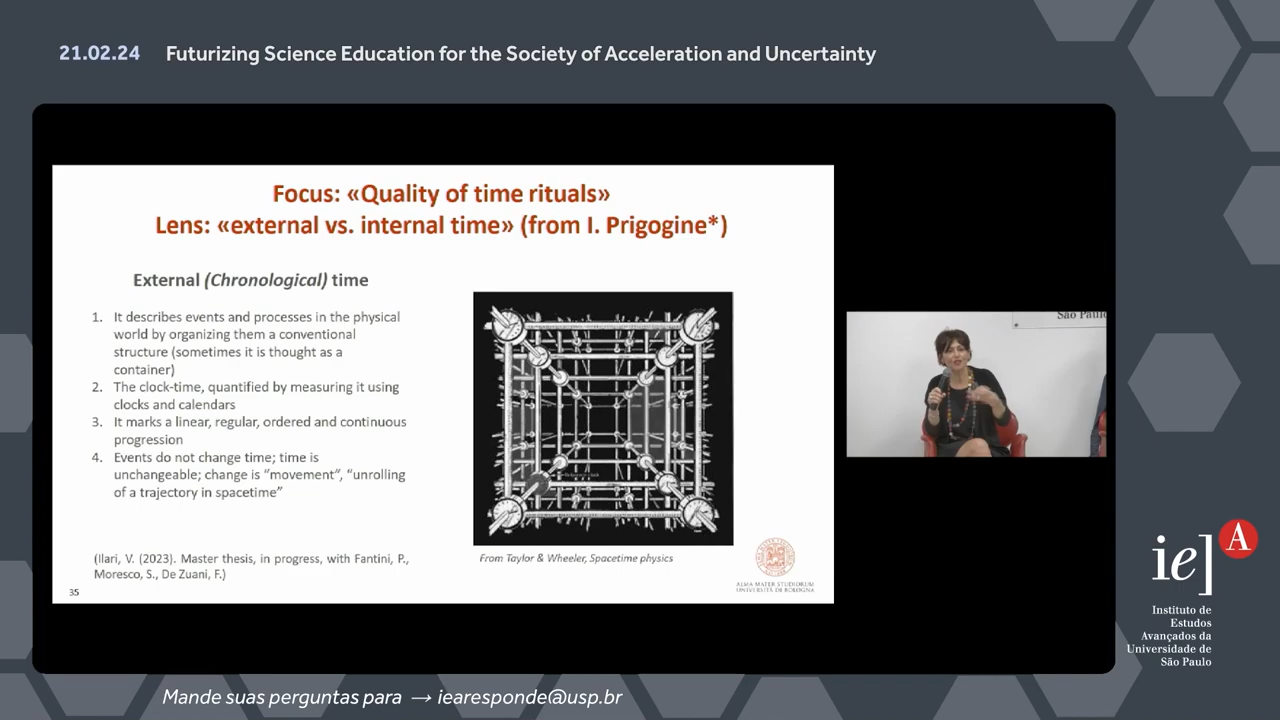 21.02.24 Futurizing Science Education for the Society of Acceleration and Uncertainty
Focus: «Quality of time rituals»
Lens: «external vs. internal time» (from I. Prigogine*)
External (Chronological) time
1. It describes events and processes in the physical
world by organizing them a conventional
structure (sometimes it is thought as a
container)
2. The clock-time, quantified by measuring it using
clocks and calendars
3. It marks a linear, regular, ordered and continuous
progression
4. Events do not change time; time is
unchangeable; change is “movement”, “unrolling
of a trajectory in spacetime”
(Ilari, V. (2023). Master thesis, in progress, with Fantini, P.,
Moresco, S., De Zuani, F.)
35
From Taylor & Wheeler, Spacetime physics
ALMA MATER STUDIORUM
UNIVERSITÀ DI BOLOGNA
São Paulo
iea
Instituto de
Estudos
Avançados da
Universidade de
São Paulo
Mande suas perguntas para → iearesponde@usp.br